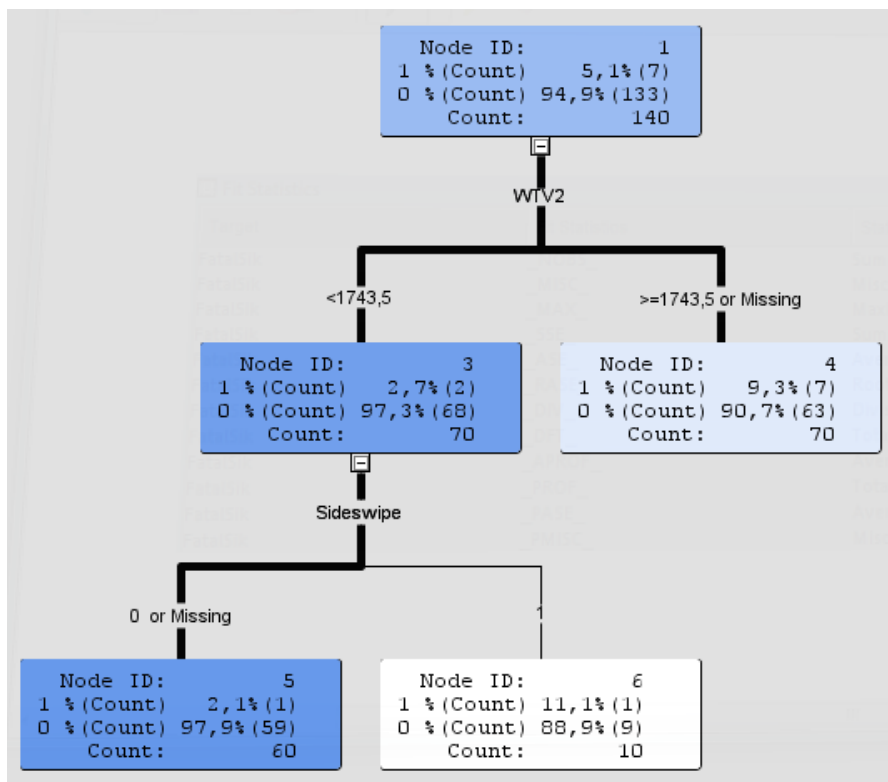 Node ID: 1
1 %(Count) 5,1%(7)
0 %(Count) 94,9%(133)
Count: 140
WTV2
<1743,5
>=1743,5 or Missing
Node ID: 3
1 %(Count) 2,7%(2)
0 %(Count) 97,3%(68)
Count: 70
Node ID: 4
1 %(Count) 9,3%(7)
0 %(Count) 90,7%(63)
Count: 70
Sideswipe
0 or Missing
1
Node ID: 5
1 %(Count) 2,1%(1)
0 %(Count) 97,9%(59)
Count: 60
Node ID: 6
1 %(Count) 11,1%(1)
0 %(Count) 88,9%(9)
Count: 10